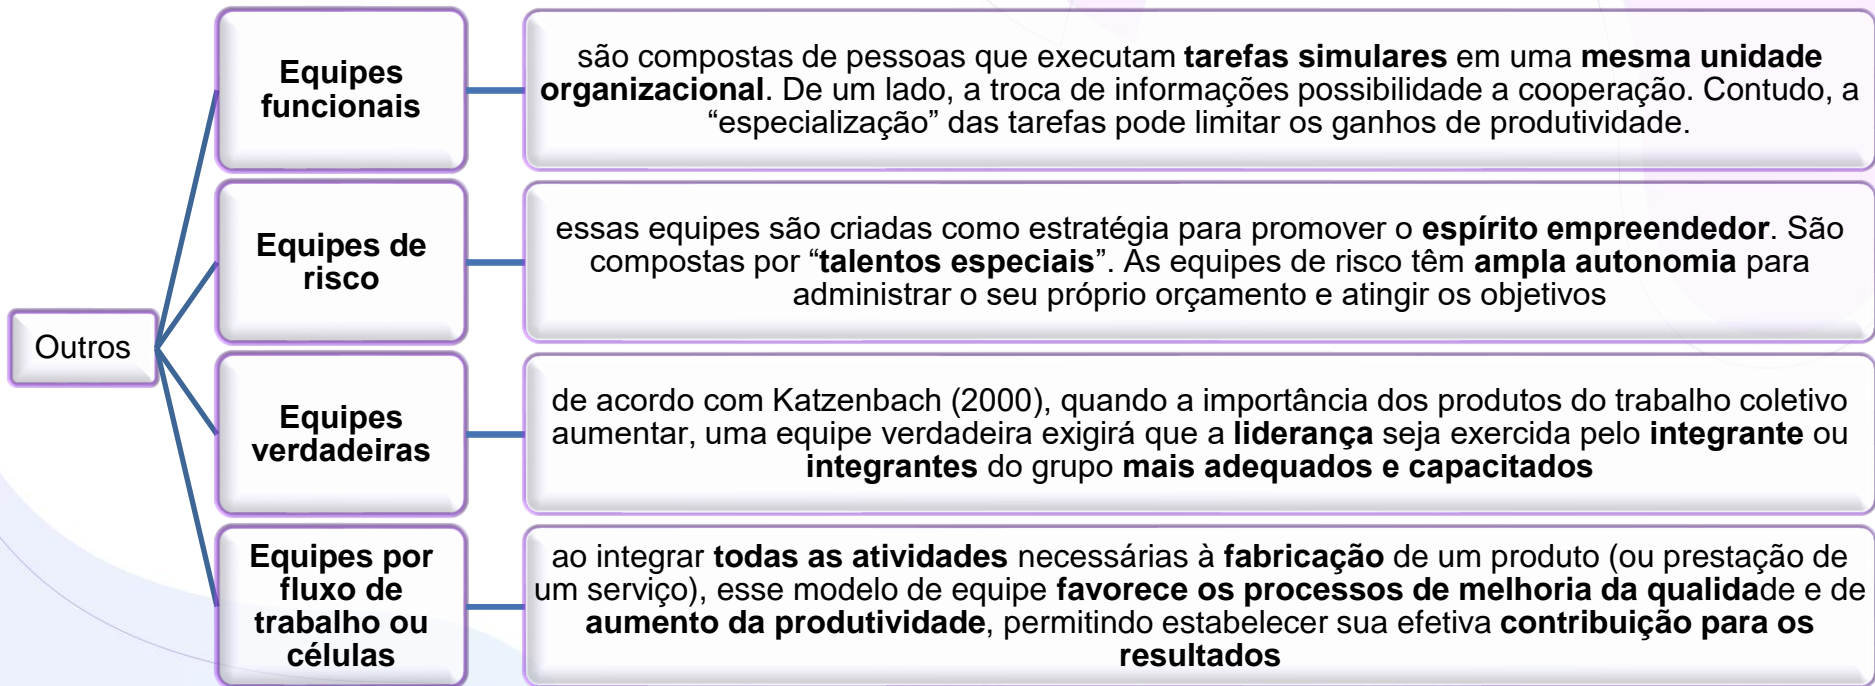 Outros
Equipes
funcionais
são compostas de pessoas que executam tarefas simulares em uma mesma unidade
organizacional. De um lado, a troca de informações possibilidade a cooperação. Contudo, a
“especialização” das tarefas pode limitar os ganhos de produtividade.
Equipes de
risco
essas equipes são criadas como estratégia para promover o espírito empreendedor. São
compostas por “talentos especiais”. As equipes de risco têm ampla autonomia para
administrar o seu próprio orçamento e atingir os objetivos
Equipes
verdadeiras
de acordo com Katzenbach (2000), quando a importância dos produtos do trabalho coletivo
aumentar, uma equipe verdadeira exigirá que a liderança seja exercida pelo integrante ou
integrantes do grupo mais adequados e capacitados
Equipes por
fluxo de
trabalho ou
células
ao integrar todas as atividades necessárias à fabricação de um produto (ou prestação de
um serviço), esse modelo de equipe favorece os processos de melhoria da qualidade e de
aumento da produtividade, permitindo estabelecer sua efetiva contribuição para os
resultados